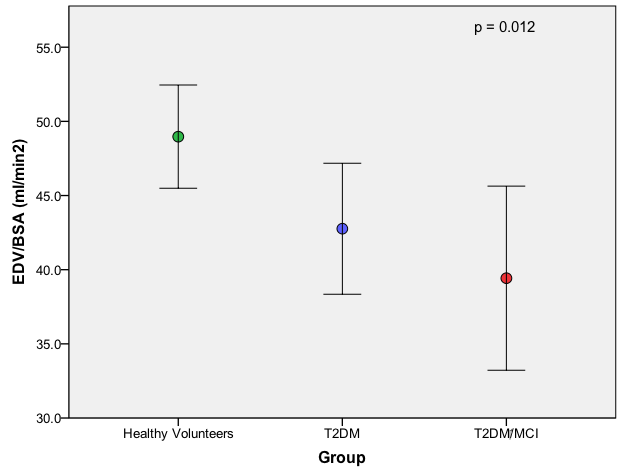 p = 0.012
55.0
50.0
45.0
40.0
35.0
30.0
EDV/BSA (ml/min2)
Healthy Volunteers T2DM T2DM/MCI
Group